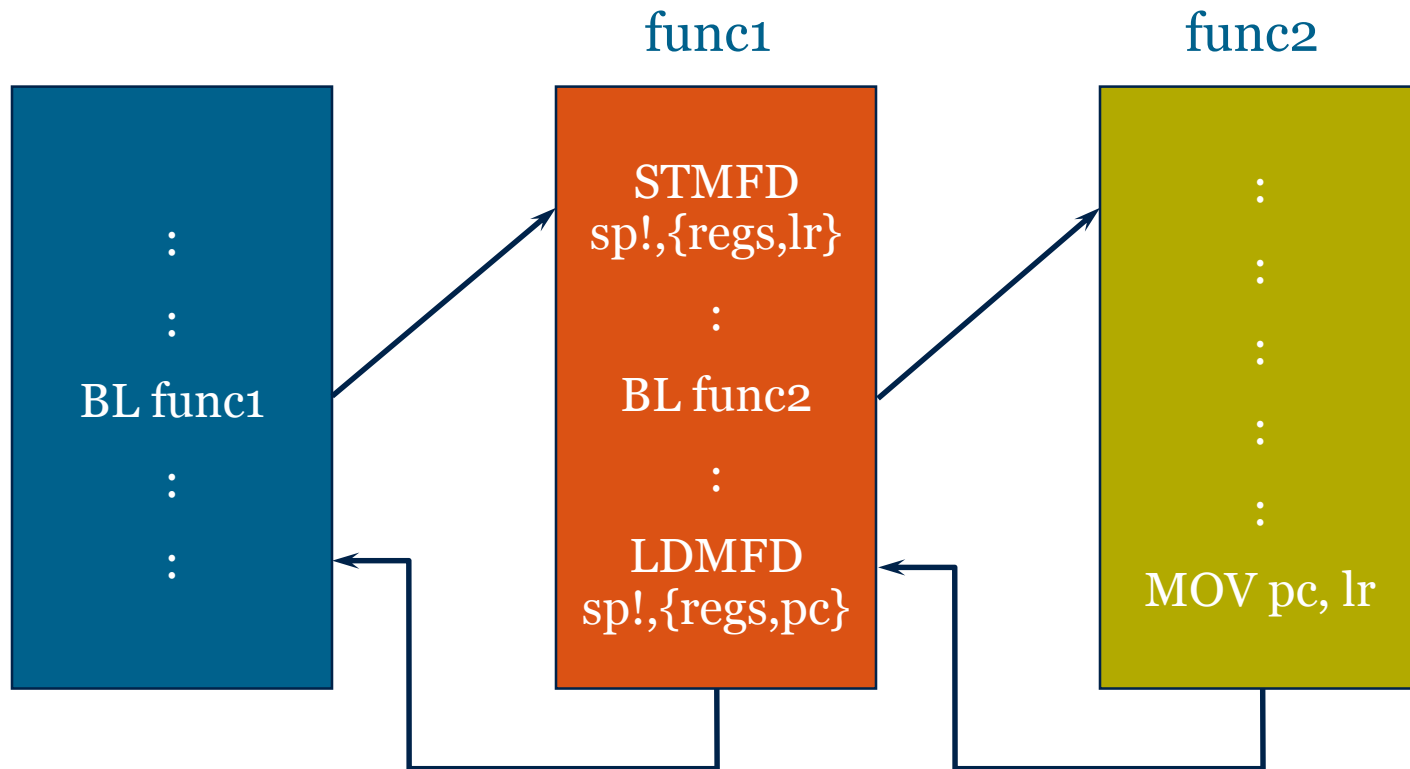 func1
func2
:
:
BL func1
:
:
STMFD
sp!,{regs,lr}
:
BL func2
:
LDMFD
sp!,{regs,pc}
:
:
:
:
:
MOV pc, lr